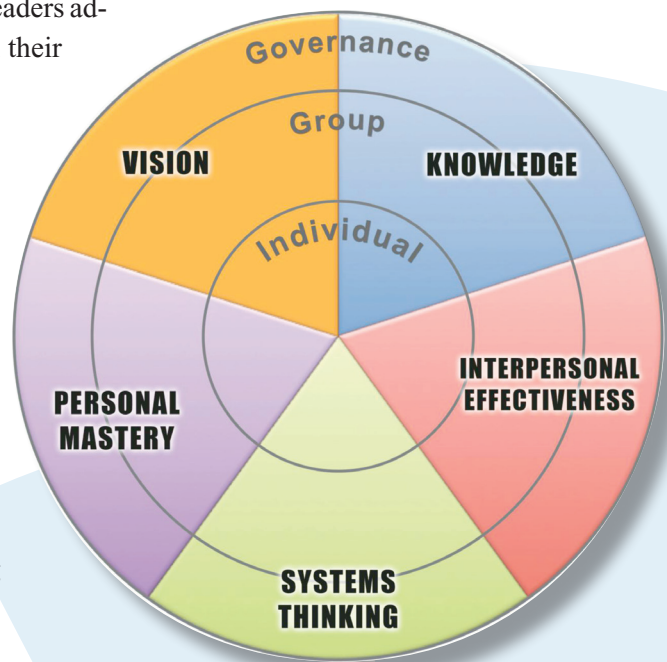 eaders ad-
their
Governance
Group
VISION
KNOWLEDGE
Individual
INTERPERSONAL
EFFECTIVENESS
PERSONAL
MASTERY
SYSTEMS
THINKING